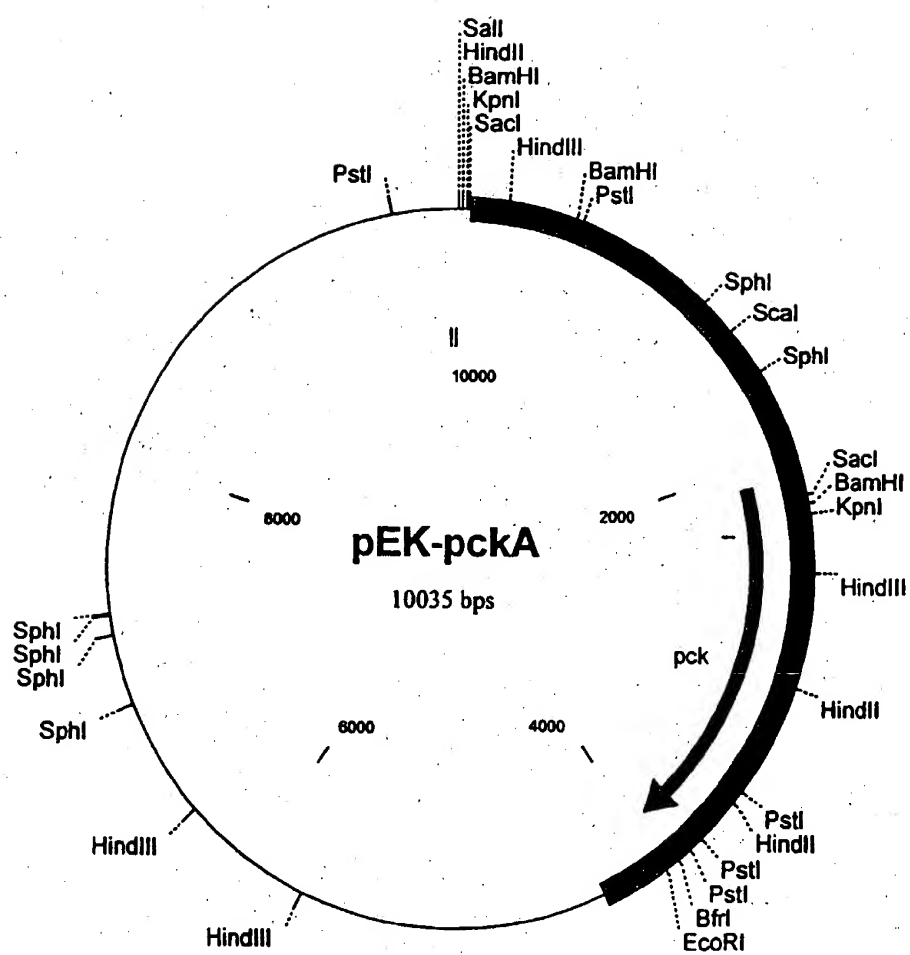 SalI
HindII
BamHI
KpnI
SacI
HindIII
BamHI
PstI
PstI
SphI
ScaI
SphI
10000
SacI
BamHI
KpnI
8000
2000
pEK-pckA
10035 bps
HindIII
SphI
SphI
SphI
pck
HindII
SphI
6000
4000
PstI
HindII
HindIII
PstI
PstI
BfrI
HindIII
EcoRI